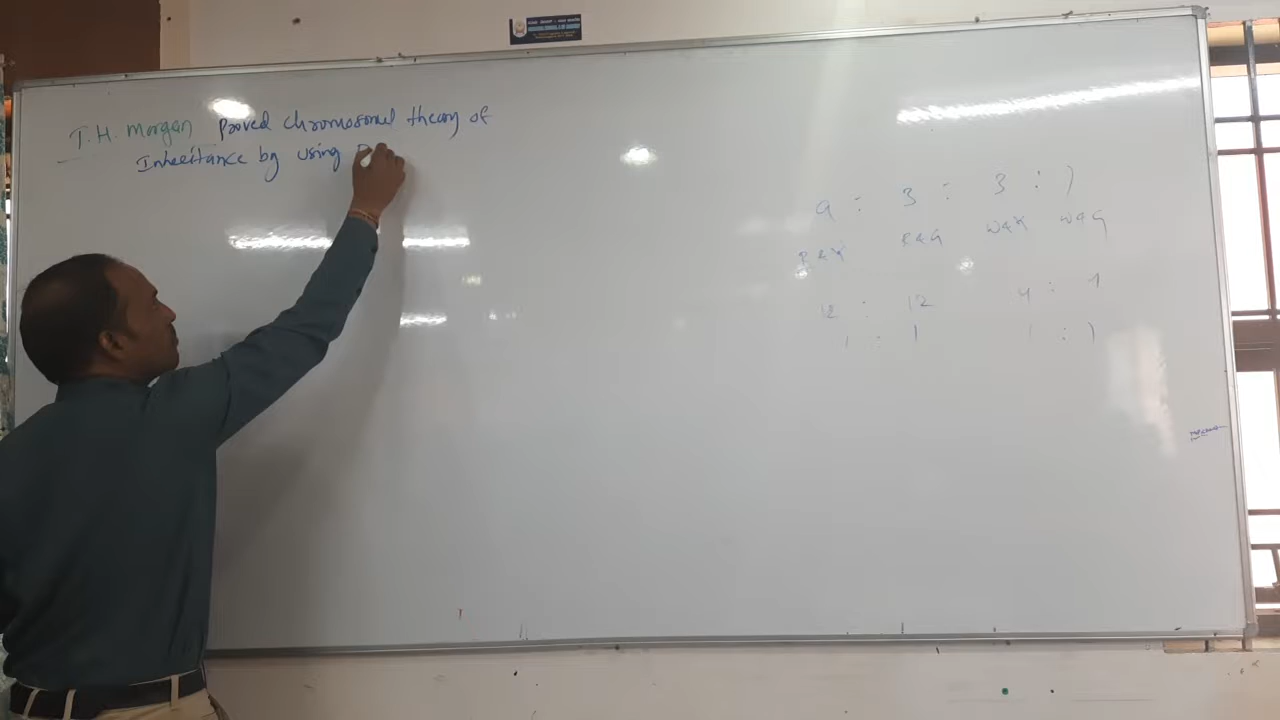 T. H. Morgan Proved chromosomal theory of
Inheritance by using
9 : 3 : 3 : 1
R&Y R&G W&Y W&G
12 : 12 4 : 4
1 : 1 1 : 1